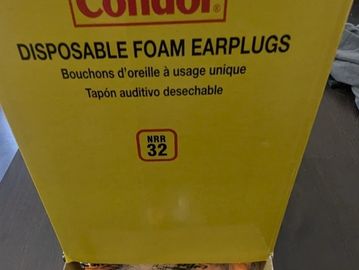 Condor®
DISPOSABLE FOAM EARPLUGS
Bouchons d'oreille à usage unique
Tapón auditivo desechable
NRR
32